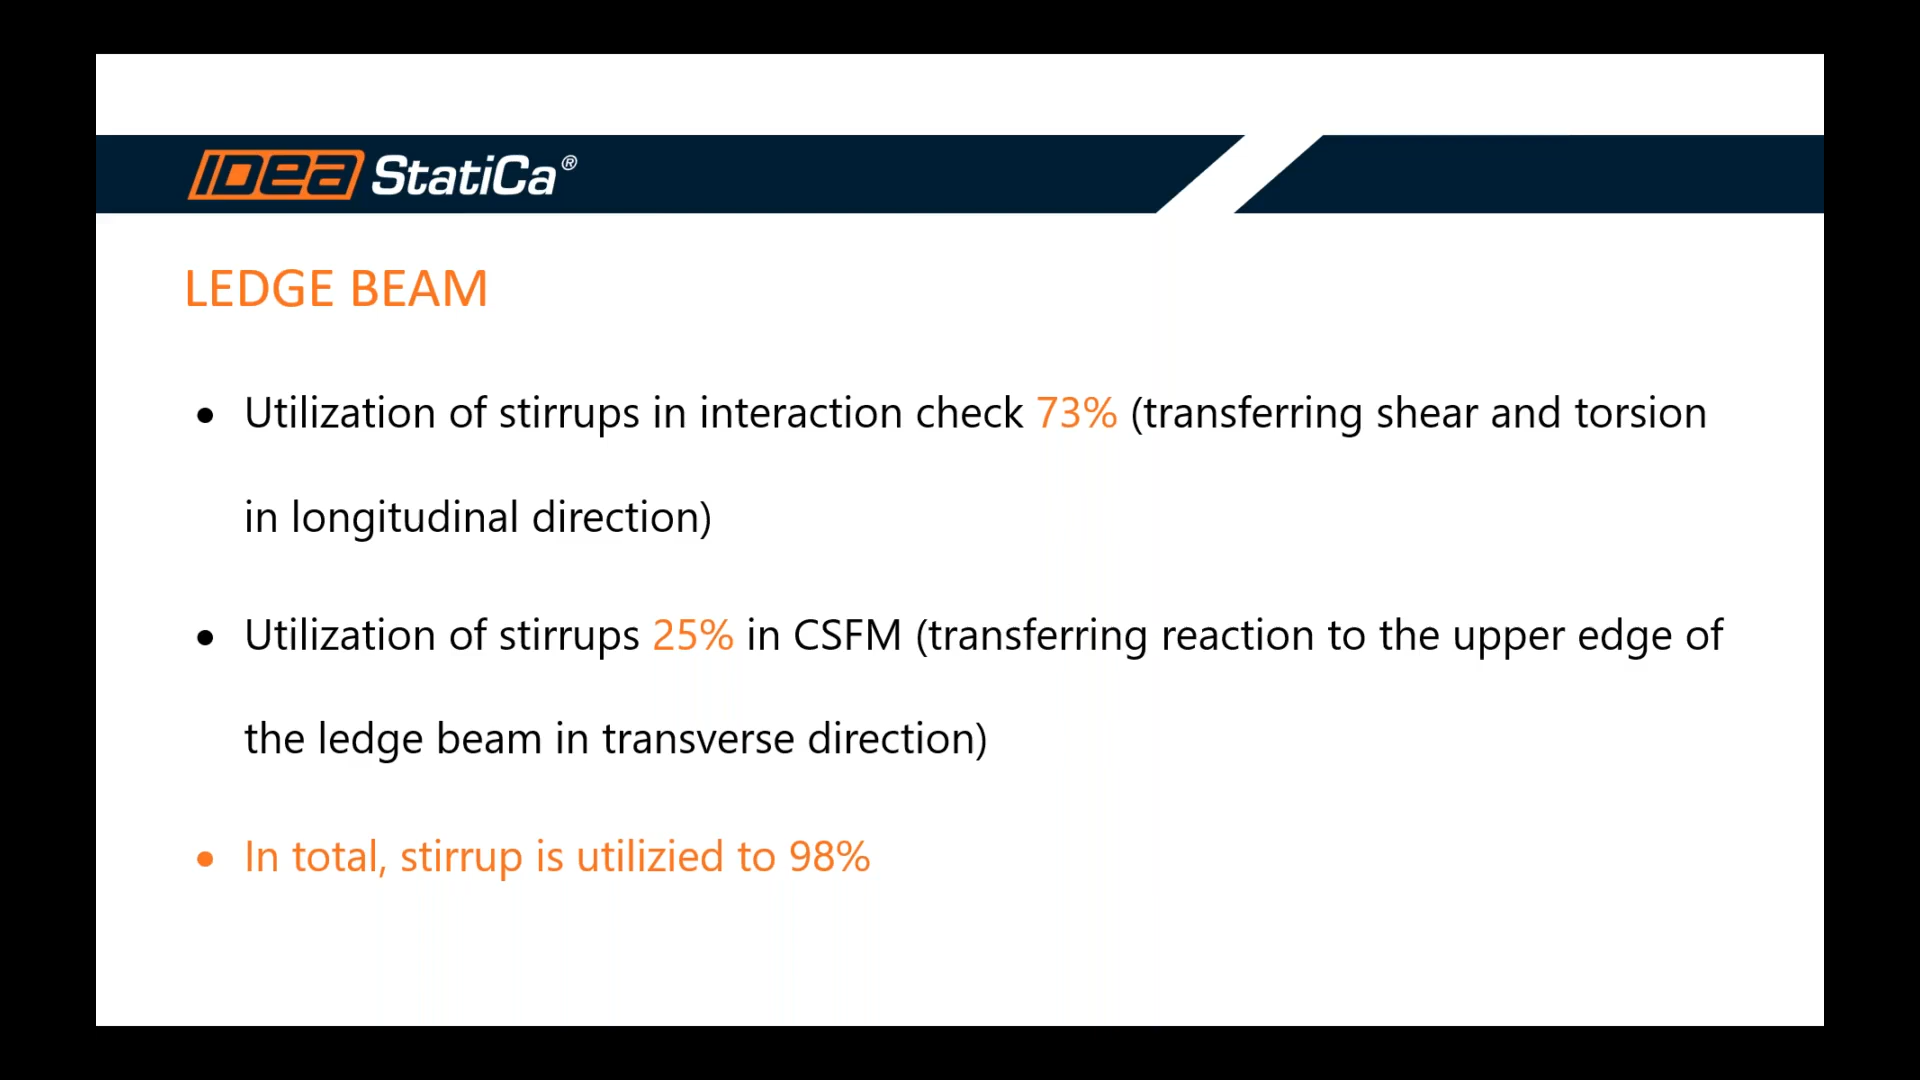 IDEA StatiCa®
LEDGE BEAM
• Utilization of stirrups in interaction check 73% (transferring shear and torsion
in longitudinal direction)
• Utilization of stirrups 25% in CSFM (transferring reaction to the upper edge of
the ledge beam in transverse direction)
• In total, stirrup is utilizied to 98%